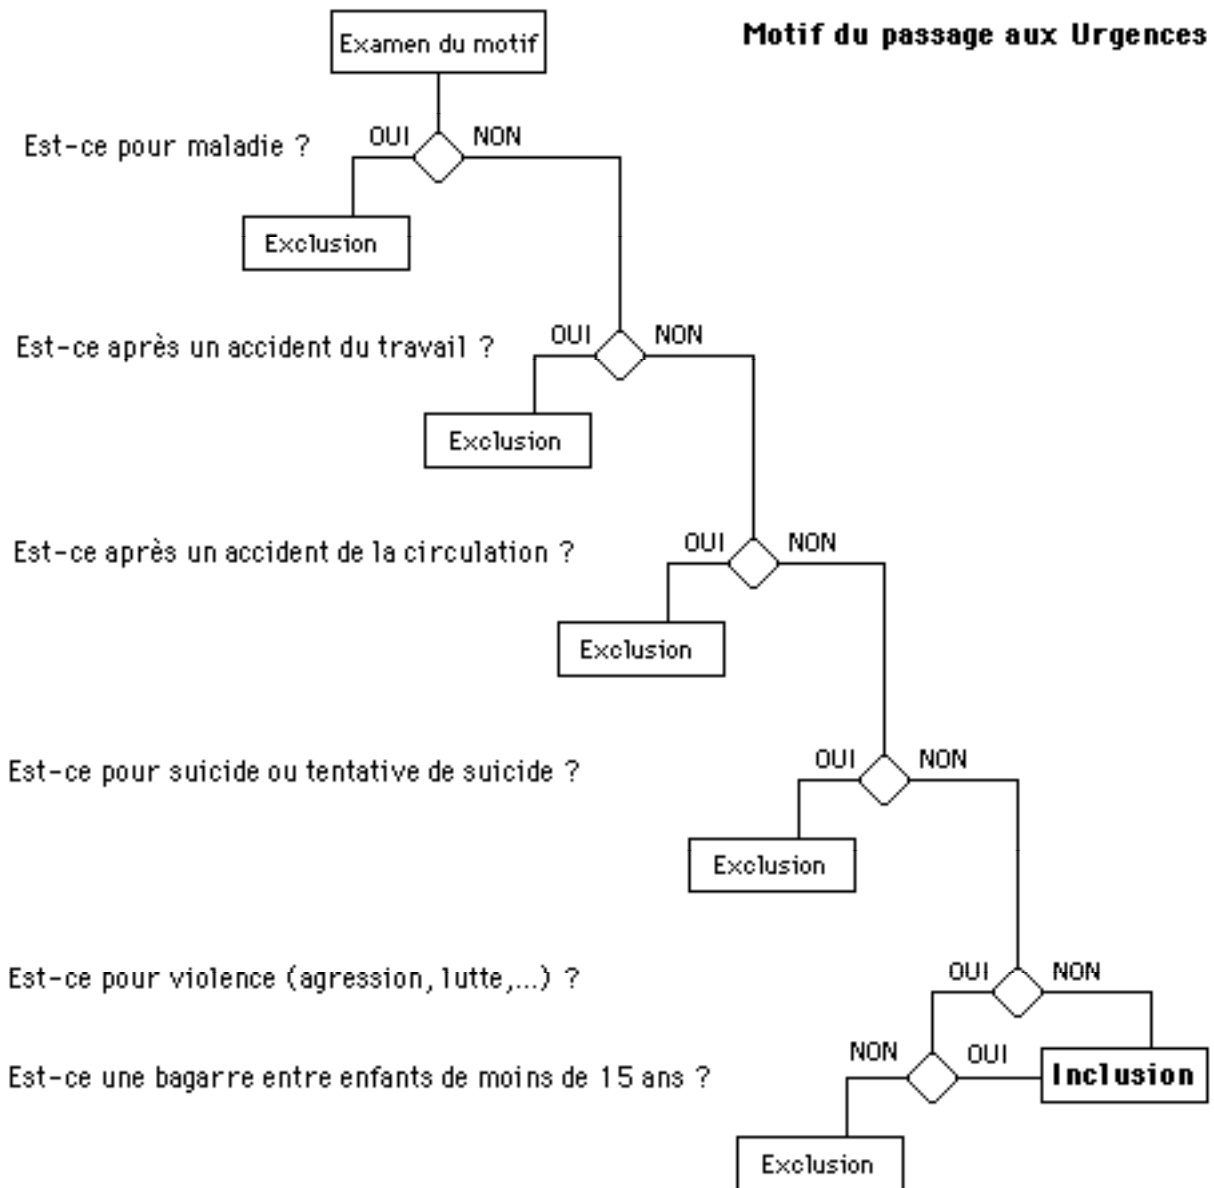 Motif du passage aux Urgences
Examen du motif
Est-ce pour maladie ?
OUI NON
Exclusion
Est-ce après un accident du travail ?
OUI NON
Exclusion
Est-ce après un accident de la circulation ?
OUI NON
Exclusion
Est-ce pour suicide ou tentative de suicide ?
OUI NON
Exclusion
Est-ce pour violence (agression, lutte,...) ?
OUI NON
Est-ce une bagarre entre enfants de moins de 15 ans ?
NON OUI
Inclusion
Exclusion